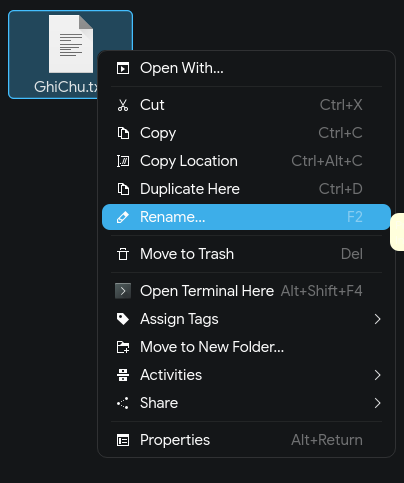 GhiChu.tx
Open With...
Cut Ctrl+X
Copy Ctrl+C
Copy Location Ctrl+Alt+C
Duplicate Here Ctrl+D
Rename... F2
Move to Trash Del
Open Terminal Here Alt+Shift+F4
Assign Tags
Move to New Folder...
Activities
Share
Properties Alt+Return